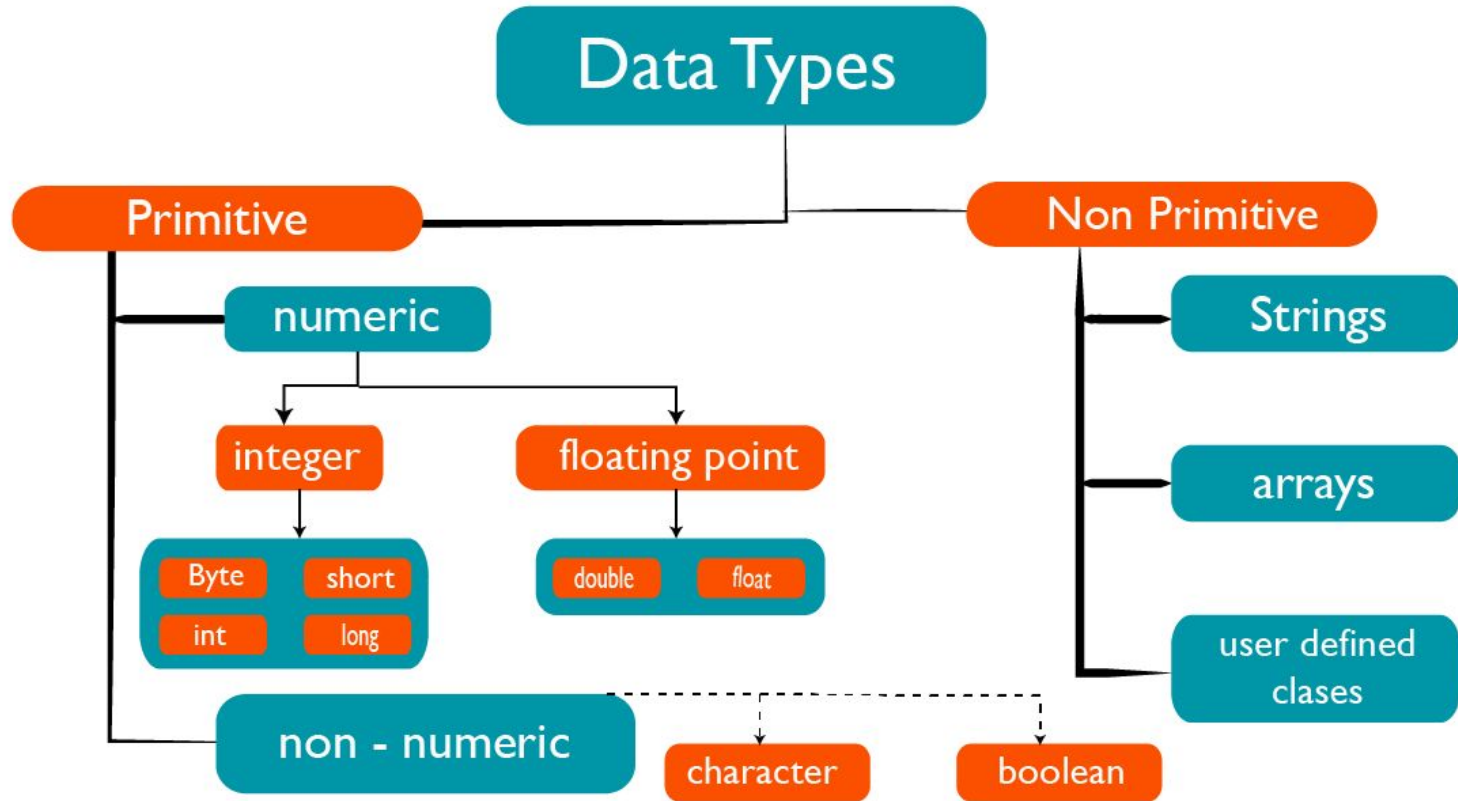 Data Types
Primitive
Non Primitive
numeric
Strings
integer
floating point
arrays
Byte
short
double
float
int
long
user defined
clases
non - numeric
character
boolean